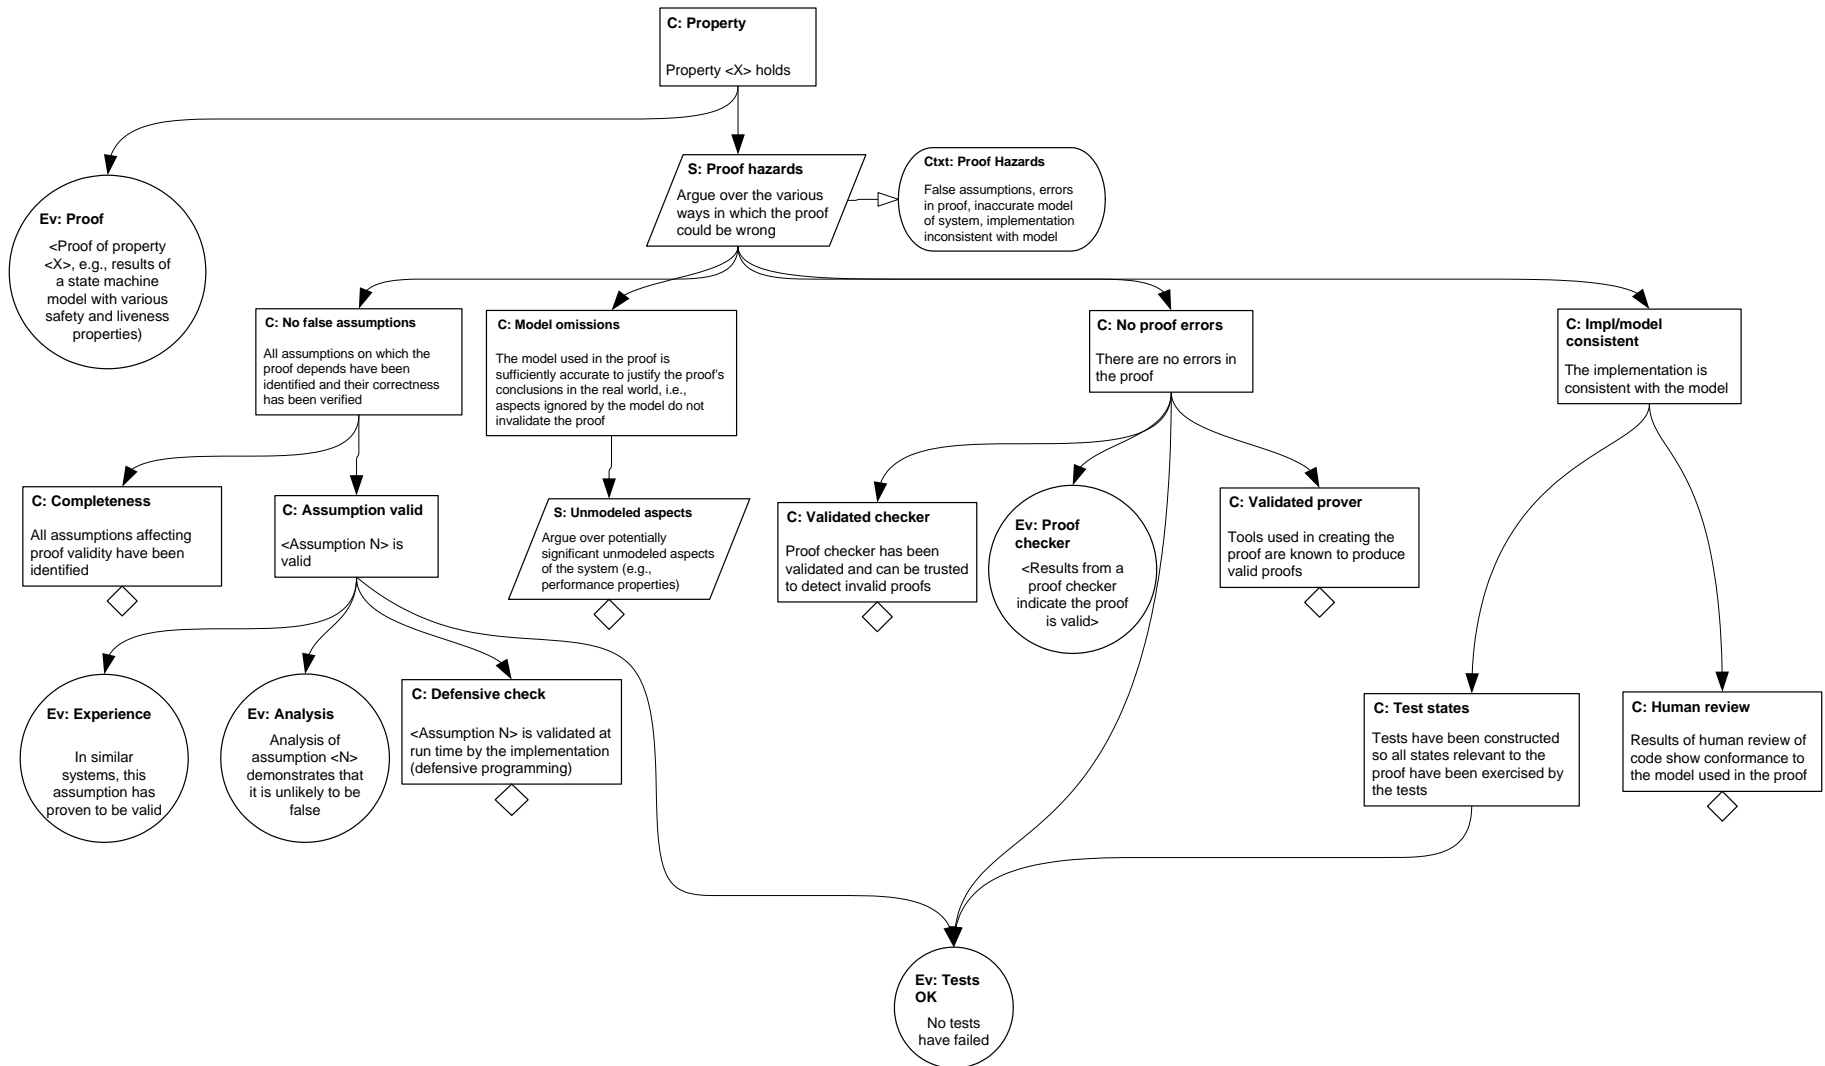 C: Property
Property <X> holds
S: Proof hazards
Argue over the various
ways in which the proof
could be wrong
Ctxt: Proof Hazards
False assumptions, errors
in proof, inaccurate model
of system, implementation
inconsistent with model
Ev: Proof
<Proof of property
<X>, e.g., results of
a state machine
model with various
safety and liveness
properties)
C: No false assumptions
All assumptions on which the
proof depends have been
identified and their correctness
has been verified
C: Model omissions
The model used in the proof is
sufficiently accurate to justify the proof's
conclusions in the real world, i.e.,
aspects ignored by the model do not
invalidate the proof
C: No proof errors
There are no errors in
the proof
C: Impl/model
consistent
The implementation is
consistent with the model
C: Completeness
All assumptions affecting
proof validity have been
identified
C: Assumption valid
<Assumption N> is
valid
S: Unmodeled aspects
Argue over potentially
significant unmodeled aspects
of the system (e.g.,
performance properties)
C: Validated checker
Proof checker has been
validated and can be trusted
to detect invalid proofs
Ev: Proof
checker
<Results from a
proof checker
indicate the proof
is valid>
C: Validated prover
Tools used in creating the
proof are known to produce
valid proofs
Ev: Experience
In similar
systems, this
assumption has
proven to be valid
Ev: Analysis
Analysis of
assumption <N>
demonstrates that
it is unlikely to be
false
C: Defensive check
<Assumption N> is validated at
run time by the implementation
(defensive programming)
C: Test states
Tests have been constructed
so all states relevant to the
proof have been exercised by
the tests
C: Human review
Results of human review of
code show conformance to
the model used in the proof
Ev: Tests
OK
No tests
have failed